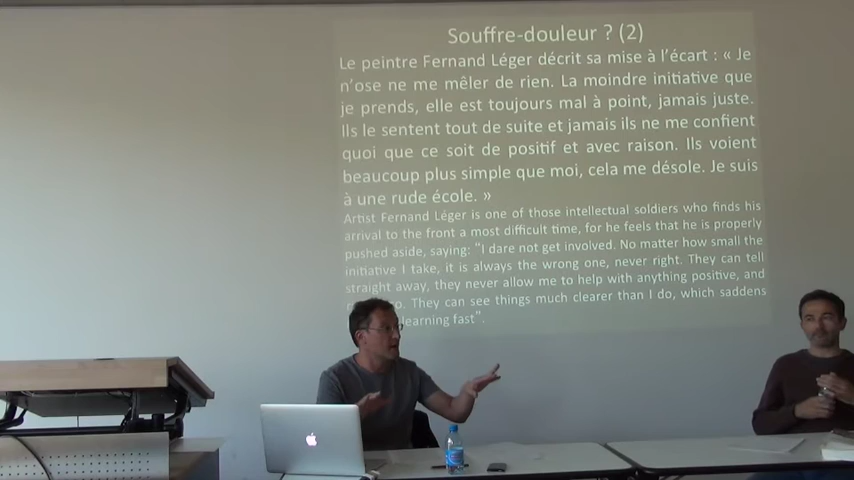 Souffre-douleur ? (2)
Le peintre Fernand Léger décrit sa mise à l'écart : « Je
n'ose ne me mêler de rien. La moindre initiative que
je prends, elle est toujours mal à point, jamais juste.
Ils le sentent tout de suite et jamais ils ne me confient
quoi que ce soit de positif et avec raison. Ils voient
beaucoup plus simple que moi, cela me désole. Je suis
à une rude école. »
Artist Fernand Léger is one of those intellectual soldiers who finds his
arrival to the front a most difficult time, for he feels that he is properly
pushed aside, saying: "I dare not get involved. No matter how small the
initiative I take, it is always the wrong one, never right. They can tell
straight away, they never allow me to help with anything positive, and
They can see things much clearer than I do, which saddens
learning fast".